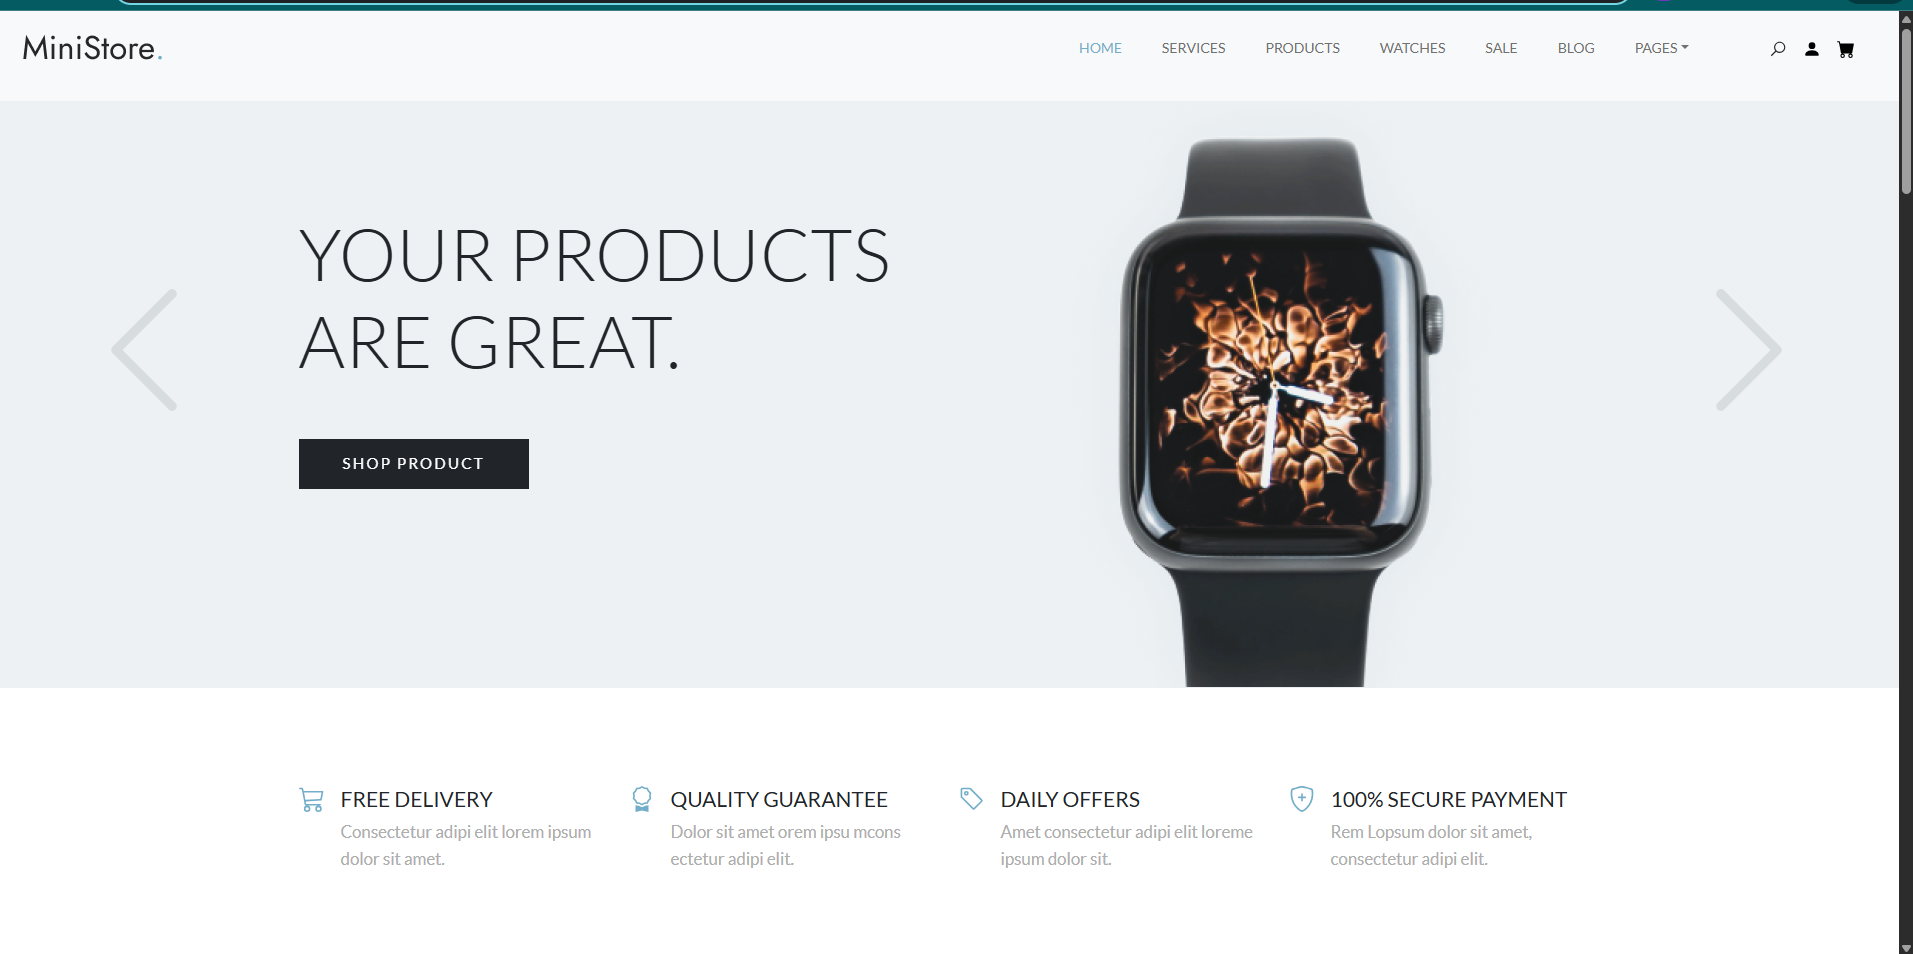 MiniStore.
HOME SERVICES PRODUCTS WATCHES SALE BLOG PAGES
YOUR PRODUCTS
ARE GREAT.
SHOP PRODUCT
FREE DELIVERY
Consectetur adipi elit lorem ipsum
dolor sit amet.
QUALITY GUARANTEE
Dolor sit amet orem ipsu mcons
ectetur adipi elit.
DAILY OFFERS
Amet consectetur adipi elit loreme
ipsum dolor sit.
100% SECURE PAYMENT
Rem Lopsum dolor sit amet,
consectetur adipi elit.